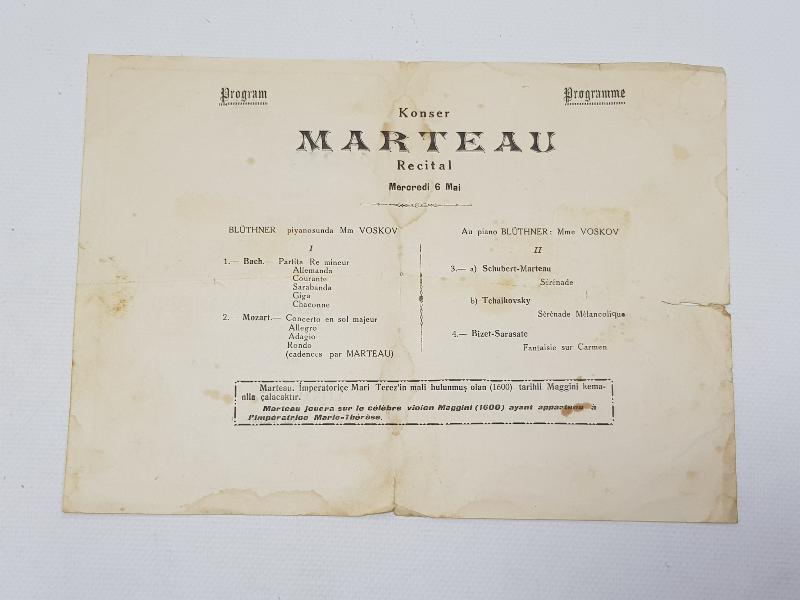 Program
Programme
Konser
MARTEAU
Recital
Mercredi 6 Mai
BLÜTHNER piyanosunda Mm VOSKOV
I
1.— Bach.— Partita Re mineur
Allemanda
Courante
Sarabanda
Giga
Chaconne
2. Mozart.— Concerto en sol majeur
Allegro
Adagio
Rondo
(cadences par MARTEAU)
Au piano BLÜTHNER: Mme VOSKOV
II
3.— a) Schubert-Marteau
Sérénade
b) Tchaikovsky
Sérénade Mélancolique
4.— Bizet-Sarasate
Fantaisie sur Carmen
Marteau. İmperatoriçe Mari Terez'in mali bulunmuş olan (1600) tarihli Maggini kema-
nile çalacaktır.
Marteau jouera sur le célèbre violon Maggini (1600) ayant appartenu à
l'Impératrice Marie-Thérèse.